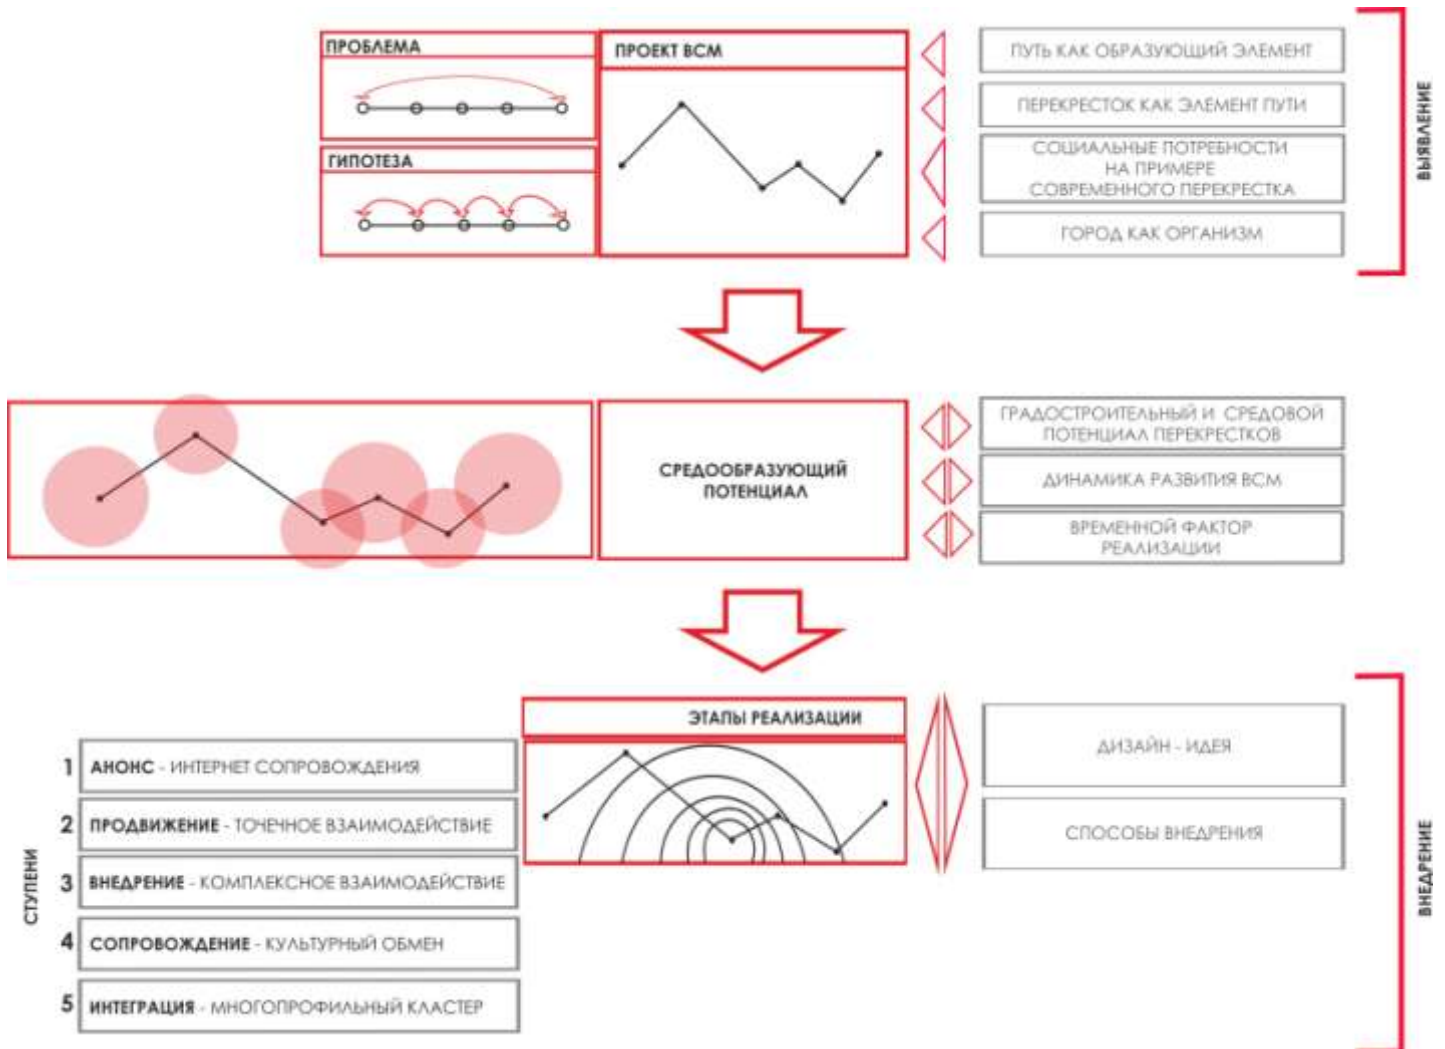 ПРОБЛЕМА
ПРОЕКТ ВСМ
ГИПОТЕЗА
ПУТЬ КАК ОБРАЗУЮЩИЙ ЭЛЕМЕНТ
ПЕРЕКРЕСТОК КАК ЭЛЕМЕНТ ПУТИ
СОЦИАЛЬНЫЕ ПОТРЕБНОСТИ
НА ПРИМЕРЕ
СОВРЕМЕННОГО ПЕРЕКРЕСТКА
ГОРОД КАК ОРГАНИЗМ
ВЫЯВЛЕНИЕ
СРЕДООБРАЗУЮЩИЙ
ПОТЕНЦИАЛ
ГРАДОСТРОИТЕЛЬНЫЙ И СРЕДОВОЙ
ПОТЕНЦИАЛ ПЕРЕКРЕСТКОВ
ДИНАМИКА РАЗВИТИЯ ВСМ
ВРЕМЕННОЙ ФАКТОР
РЕАЛИЗАЦИИ
ЭТАПЫ РЕАЛИЗАЦИИ
ДИЗАЙН - ИДЕЯ
СПОСОБЫ ВНЕДРЕНИЯ
ВНЕДРЕНИЕ
СТУПЕНИ
1 АНОНС - ИНТЕРНЕТ СОПРОВОЖДЕНИЯ
2 ПРОДВИЖЕНИЕ - ТОЧЕЧНОЕ ВЗАИМОДЕЙСТВИЕ
3 ВНЕДРЕНИЕ - КОМПЛЕКСНОЕ ВЗАИМОДЕЙСТВИЕ
4 СОПРОВОЖДЕНИЕ - КУЛЬТУРНЫЙ ОБМЕН
5 ИНТЕГРАЦИЯ - МНОГОПРОФИЛЬНЫЙ КЛАСТЕР